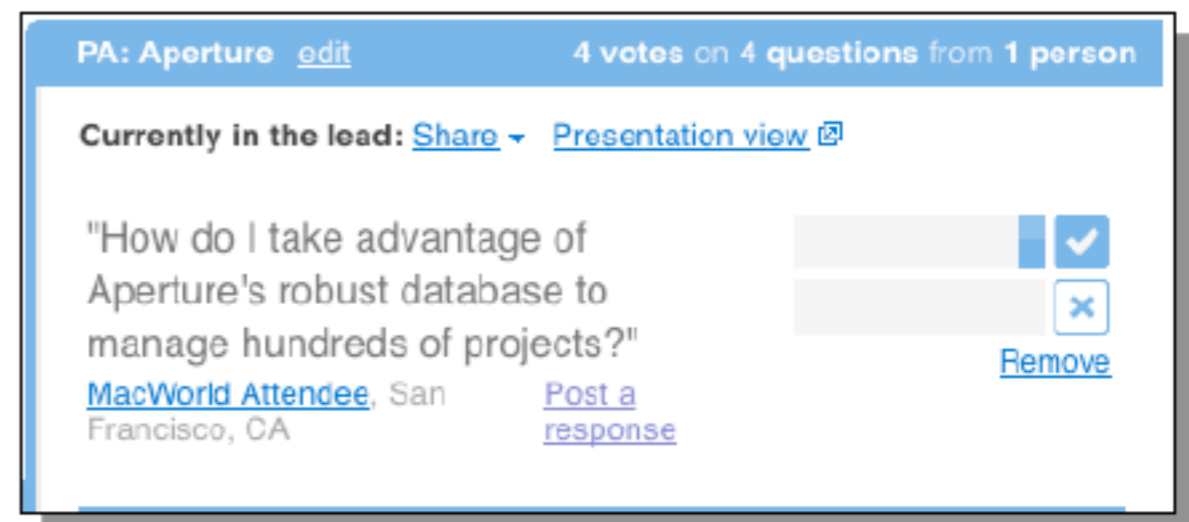 PA: Aperture edit 4 votes on 4 questions from 1 person
Currently in the lead: Share Presentation view
"How do I take advantage of
Aperture's robust database to
manage hundreds of projects?"
Remove
MacWorld Attendee, San Post a
Francisco, CA response